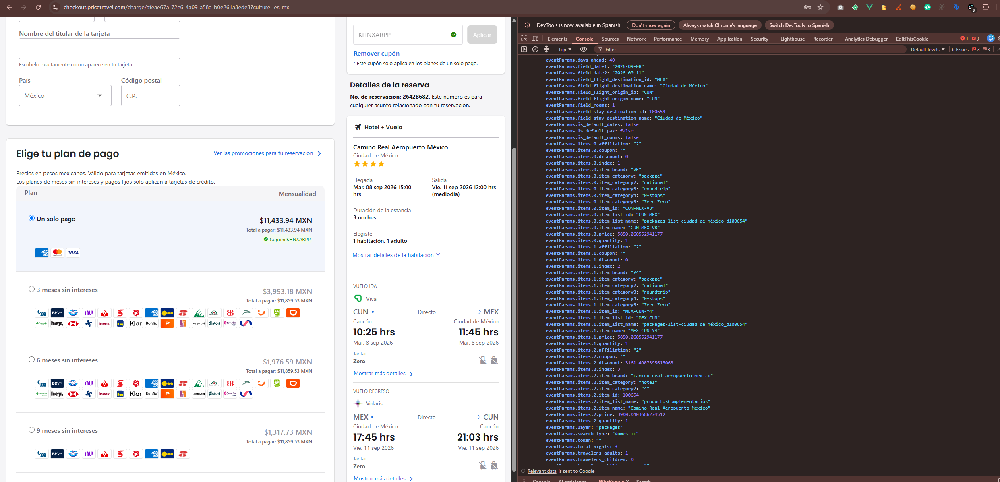 checkout.pricetravel.com/charge/afeae67a-72e6-4a09-a58a-b0e261a3ede3?culture=es-mx
Nombre del titular de la tarjeta
Escríbelo exactamente como aparece en tu tarjeta
País
Código postal
México
C.P.
Elige tu plan de pago
Ver las promociones para tu reservación
Precios en pesos mexicanos. Válido para tarjetas emitidas en México.
Los planes de meses sin intereses y pagos fijos solo aplican a tarjetas de crédito.
Plan
Mensualidad
Un solo pago
$11,433.94 MXN
Total a pagar: $11,433.94 MXN
Cupón: KHNXARPP
AM EX
VISA
3 meses sin intereses
$3,953.18 MXN
Total a pagar: $11,859.53 MXN
BBVA nu AM EX
hey, invex Itaú Klar Konfío P RappiCard stori Suburbia
6 meses sin intereses
$1,976.59 MXN
Total a pagar: $11,859.53 MXN
BBVA nu AM EX
hey, invex Itaú Klar Konfío P RappiCard stori Suburbia
9 meses sin intereses
$1,317.73 MXN
Total a pagar: $11,859.53 MXN
BBVA nu AM EX
KHNXARPP
Aplicar
Remover cupón
* Este cupón solo aplica en los planes de un solo pago.
Detalles de la reserva
No. de reservación: 26428682. Este número es para
cualquier asunto relacionado con tu reservación.
Hotel + Vuelo
Camino Real Aeropuerto México
Ciudad de México
Llegada
Mar. 08 sep 2026 15:00
hrs
Salida
Vie. 11 sep 2026 12:00 hrs
(mediodía)
Duración de la estancia
3 noches
Elegiste
1 habitación, 1 adulto
Mostrar detalles de la habitación
VUELO IDA
Viva
CUN Directo MEX
Cancún Ciudad de México
10:25 hrs 11:45 hrs
Mar. 8 sep 2026 Mar. 8 sep 2026
Tarifa:
Zero
Mostrar más detalles
VUELO REGRESO
Volaris
MEX Directo CUN
Ciudad de México Cancún
17:45 hrs 21:03 hrs
Vie. 11 sep 2026 Vie. 11 sep 2026
Tarifa:
Zero
Mostrar más detalles
DevTools is now available in Spanish
Don't show again
Always match Chrome's language
Switch DevTools to Spanish
Elements Console Sources Network Performance Memory Application Security Lighthouse Recorder Analytics Debugger EditThisCookie 1 3
top Filter Default levels 6 Issues: 3 3 2
eventParams.days_ahead: 40
eventParams.field_date1: "2026-09-08"
eventParams.field_date2: "2026-09-11"
eventParams.field_flight_destination_id: "MEX"
eventParams.field_flight_destination_name: "Ciudad de México"
eventParams.field_flight_origin_id: "CUN"
eventParams.field_flight_origin_name: "CUN"
eventParams.field_rooms: 1
eventParams.field_stay_destination_id: 100654
eventParams.field_stay_destination_name: "Ciudad de México"
eventParams.is_default_dates: false
eventParams.is_default_pax: false
eventParams.is_default_rooms: false
eventParams.items.0.affiliation: "2"
eventParams.items.0.coupon: ""
eventParams.items.0.discount: 0
eventParams.items.0.index: 1
eventParams.items.0.item_brand: "VB"
eventParams.items.0.item_category: "package"
eventParams.items.0.item_category2: "national"
eventParams.items.0.item_category3: "roundtrip"
eventParams.items.0.item_category4: "0-stops"
eventParams.items.0.item_category5: "Zero|Zero"
eventParams.items.0.item_id: "CUN-MEX-VB"
eventParams.items.0.item_list_id: "CUN-MEX"
eventParams.items.0.item_list_name: "packages-list-ciudad de méxico_d100654"
eventParams.items.0.item_name: "CUN-MEX-VB"
eventParams.items.0.price: 5850.060552941177
eventParams.items.0.quantity: 1
eventParams.items.1.affiliation: "2"
eventParams.items.1.coupon: ""
eventParams.items.1.discount: 0
eventParams.items.1.index: 2
eventParams.items.1.item_brand: "Y4"
eventParams.items.1.item_category: "package"
eventParams.items.1.item_category2: "national"
eventParams.items.1.item_category3: "roundtrip"
eventParams.items.1.item_category4: "0-stops"
eventParams.items.1.item_category5: "Zero|Zero"
eventParams.items.1.item_id: "MEX-CUN-Y4"
eventParams.items.1.item_list_id: "MEX-CUN"
eventParams.items.1.item_list_name: "packages-list-ciudad de méxico_d100654"
eventParams.items.1.item_name: "MEX-CUN-Y4"
eventParams.items.1.price: 5850.060552941177
eventParams.items.1.quantity: 1
eventParams.items.2.affiliation: "2"
eventParams.items.2.coupon: ""
eventParams.items.2.discount: 3161.4907395613063
eventParams.items.2.index: 3
eventParams.items.2.item_brand: "camino-real-aeropuerto-mexico"
eventParams.items.2.item_category: "hotel"
eventParams.items.2.item_category2: "4"
eventParams.items.2.item_id: 100654
eventParams.items.2.item_list_name: "productosComplementarios"
eventParams.items.2.item_name: "Camino Real Aeropuerto México"
eventParams.items.2.price: 3900.0403686274512
eventParams.items.2.quantity: 1
eventParams.layer: "packages"
eventParams.search_type: "domestic"
eventParams.token: ""
eventParams.total_nights: 3
eventParams.travelers_adults: 1
eventParams.travelers_children: 0
Relevant data is sent to Google
Console AI assistance What's new Search